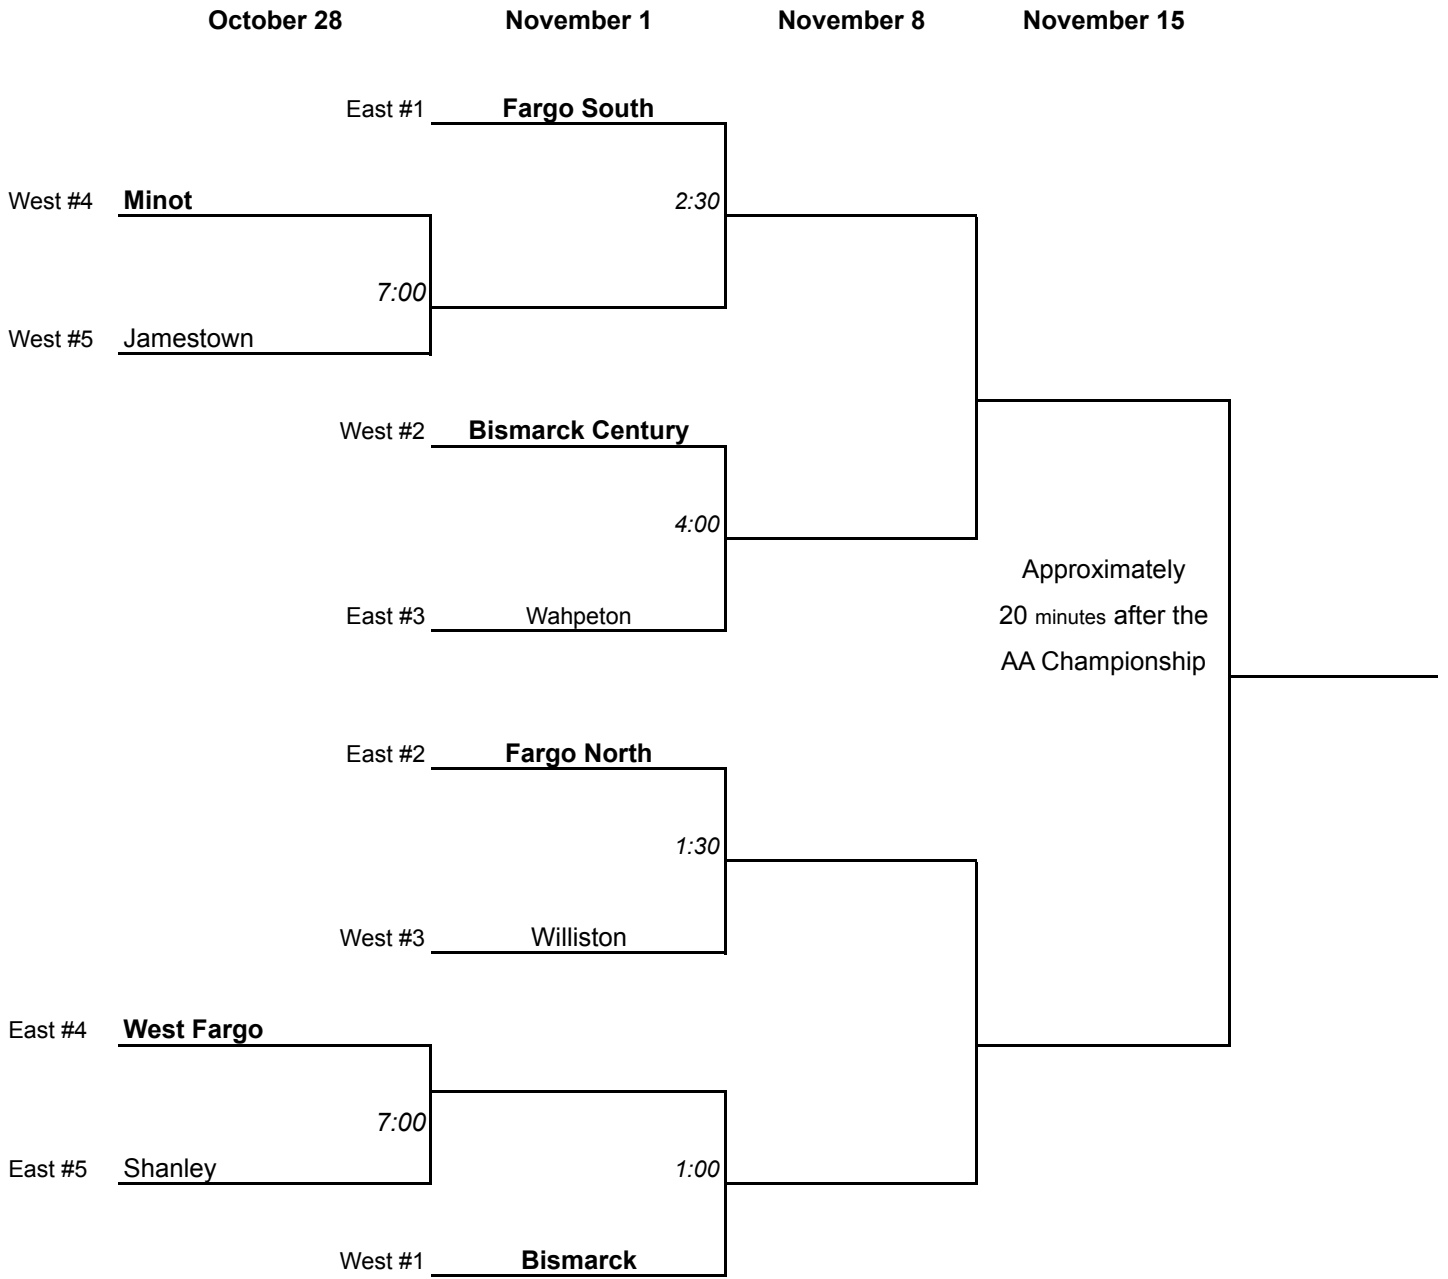 October 28 November 1 November 8 November 15
East #1 Fargo South
West #4 Minot 2:30
7:00
West #5 Jamestown
West #2 Bismarck Century
4:00
Approximately
East #3 Wahpeton 20 minutes after the
AA Championship
East #2 Fargo North
1:30
West #3 Williston
East #4 West Fargo
7:00
East #5 Shanley 1:00
West #1 Bismarck